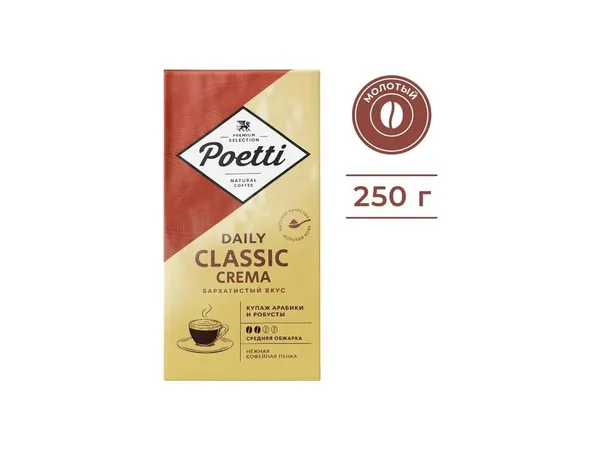 PREMIUM
SELECTION
Poetti
NATURAL
COFFEE
DAILY
CLASSIC
CREMA
БАРХАТИСТЫЙ ВКУС
КУПАЖ АРАБИКИ
И РОБУСТЫ
СРЕДНЯЯ ОБЖАРКА
НЕЖНАЯ
КОФЕЙНАЯ ПЕНКА
МОЛОТЫЙ
250 г